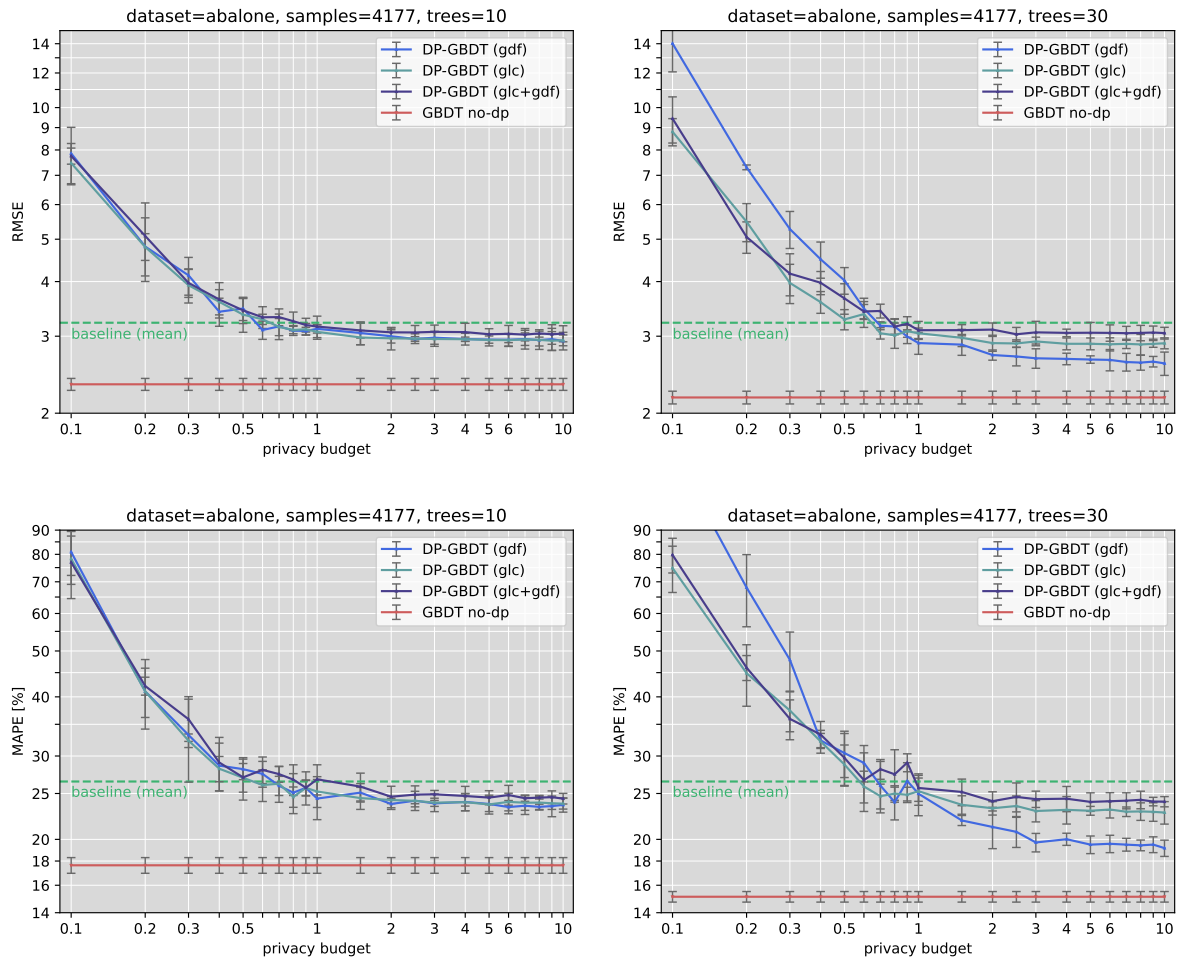 dataset=abalone, samples=4177, trees=10
RMSE
14
12
10
9
8
7
6
5
4
3
2
DP-GBDT (gdf)
DP-GBDT (glc)
DP-GBDT (glc+gdf)
GBDT no-dp
baseline (mean)
0.1 0.2 0.3 0.5 1 2 3 4 5 6 10
privacy budget
dataset=abalone, samples=4177, trees=30
RMSE
14
12
10
9
8
7
6
5
4
3
2
DP-GBDT (gdf)
DP-GBDT (glc)
DP-GBDT (glc+gdf)
GBDT no-dp
baseline (mean)
0.1 0.2 0.3 0.5 1 2 3 4 5 6 10
privacy budget
dataset=abalone, samples=4177, trees=10
MAPE [%]
90
80
70
60
50
40
30
25
20
18
16
14
DP-GBDT (gdf)
DP-GBDT (glc)
DP-GBDT (glc+gdf)
GBDT no-dp
baseline (mean)
0.1 0.2 0.3 0.5 1 2 3 4 5 6 10
privacy budget
dataset=abalone, samples=4177, trees=30
MAPE [%]
90
80
70
60
50
40
30
25
20
18
16
14
DP-GBDT (gdf)
DP-GBDT (glc)
DP-GBDT (glc+gdf)
GBDT no-dp
baseline (mean)
0.1 0.2 0.3 0.5 1 2 3 4 5 6 10
privacy budget